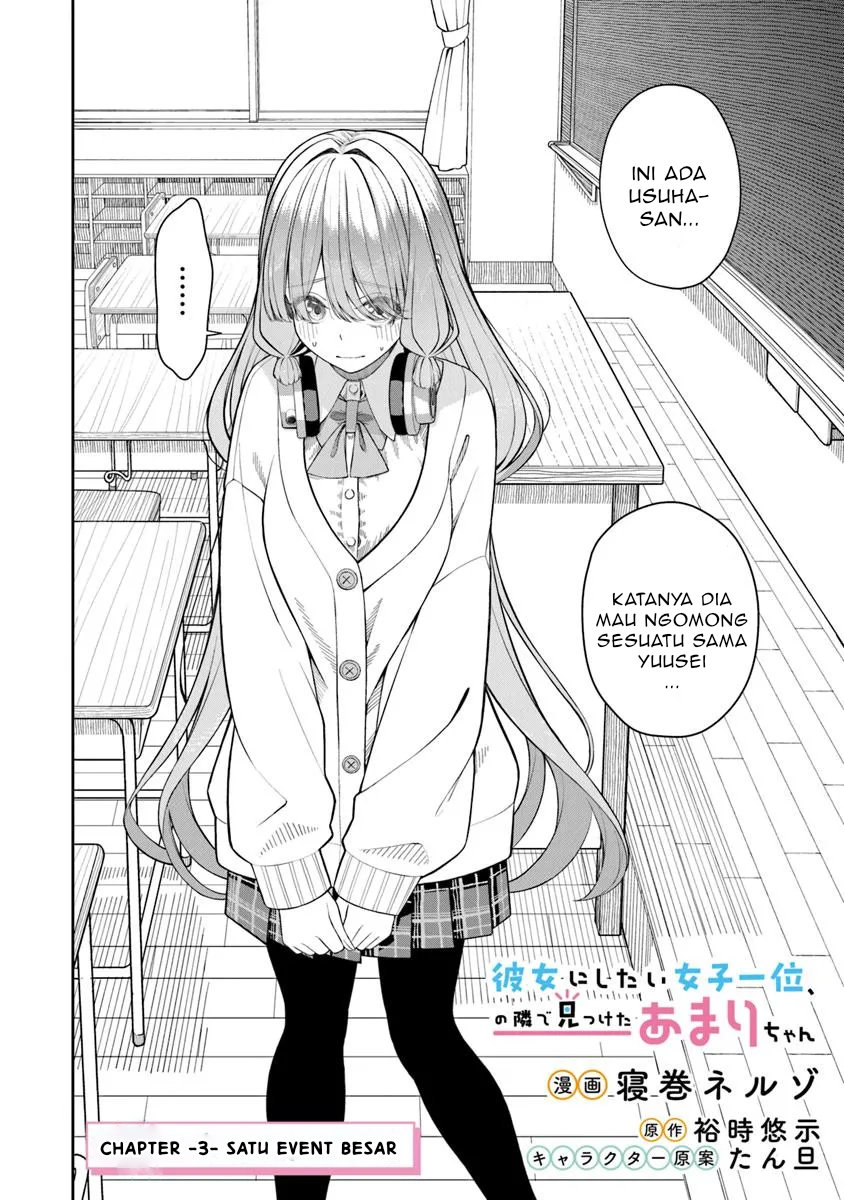 INI ADA
USUHA-
SAN...
.......
KATANYA DIA
MAU NGOMONG
SESUATU SAMA
YUUSEI
...
彼女にしたい女子一位、
の隣で見つけたあまりちゃん
漫画 寝巻ネルゾ
原作 裕時悠示
キャラクター原案 たん旦
CHAPTER -3- SATU EVENT BESAR